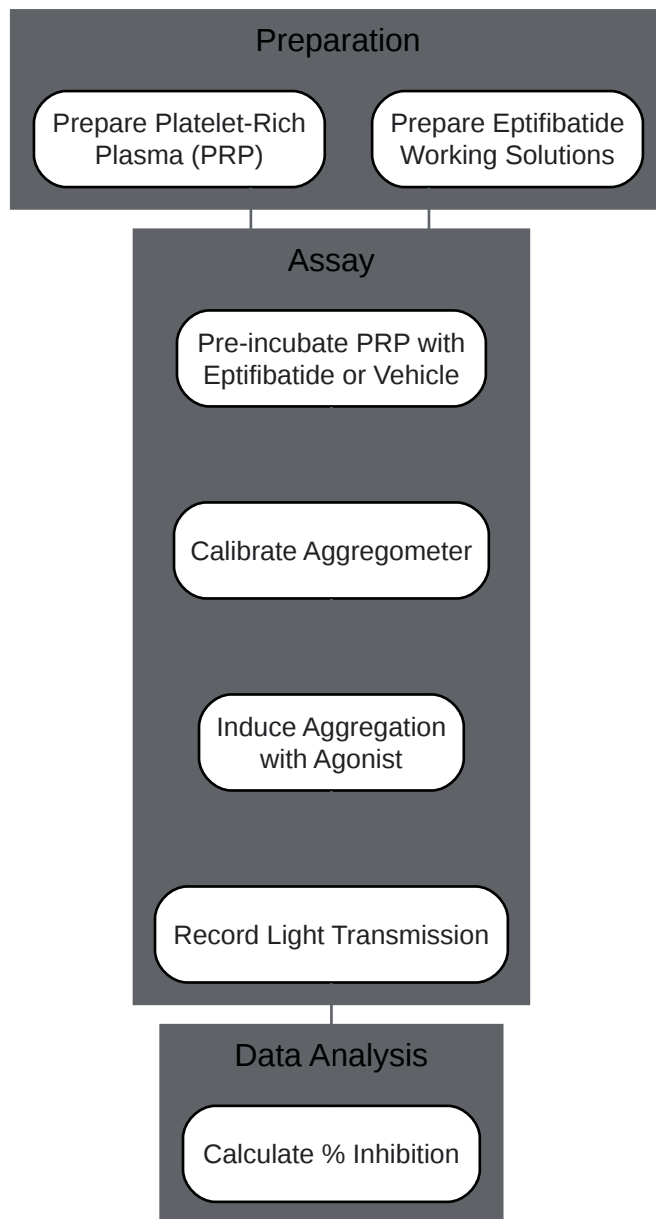 Preparation
Prepare Platelet-Rich
Plasma (PRP)
Prepare Eptifibatide
Working Solutions
Assay
Pre-incubate PRP with
Eptifibatide or Vehicle
Calibrate Aggregometer
Induce Aggregation
with Agonist
Record Light Transmission
Data Analysis
Calculate % Inhibition